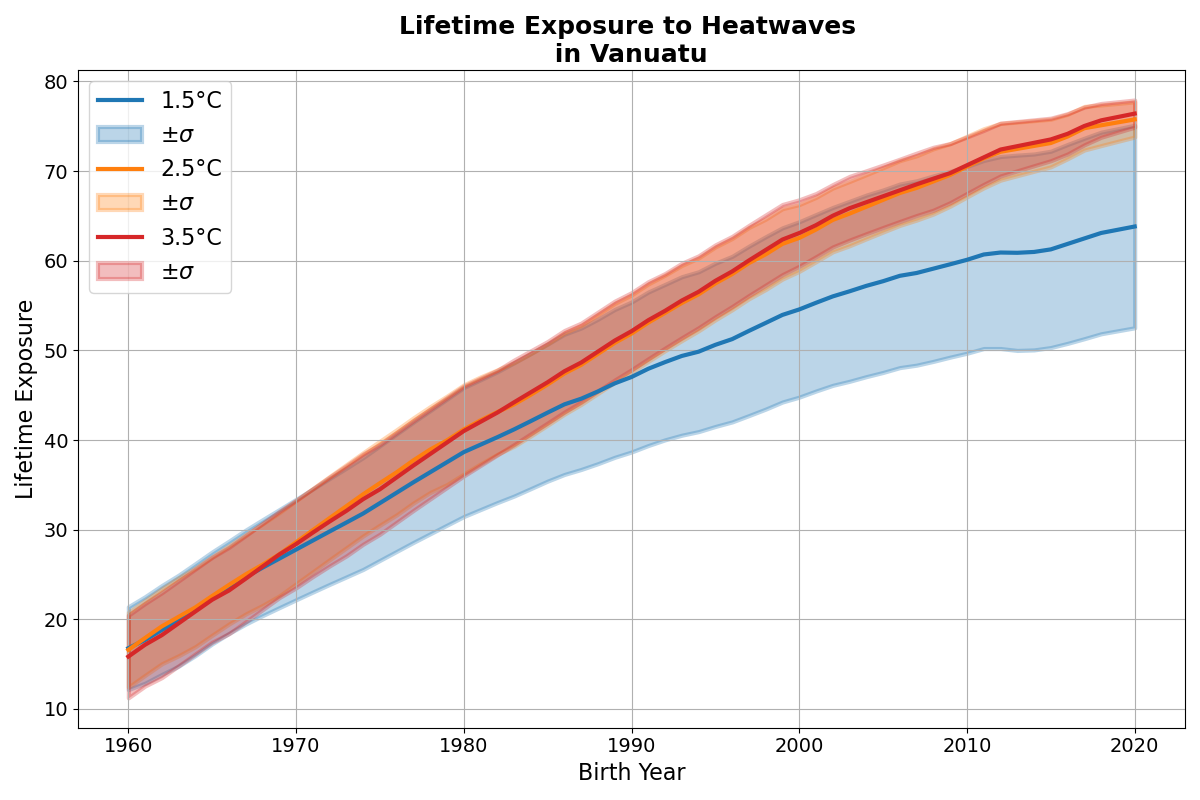 Lifetime Exposure to Heatwaves
in Vanuatu
1.5°C
±σ
2.5°C
±σ
3.5°C
±σ
Lifetime Exposure
80
70
60
50
40
30
20
10
1960 1970 1980 1990 2000 2010 2020
Birth Year